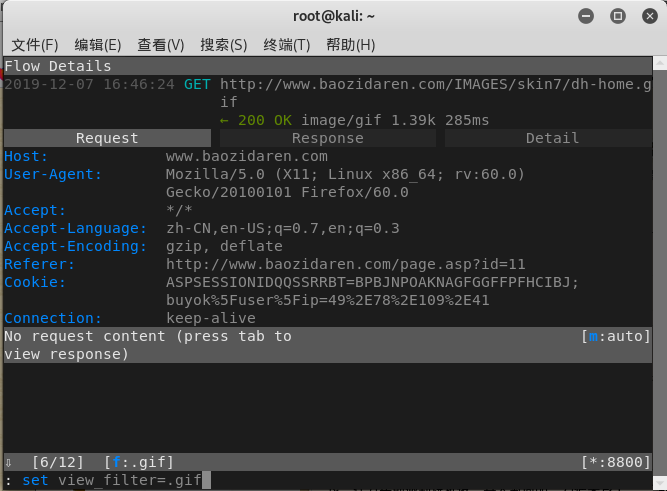 root@kali: ~
文件(F) 编辑(E) 查看(V) 搜索(S) 终端(T) 帮助(H)
Flow Details
2019-12-07 16:46:24 GET http://www.baozidaren.com/IMAGES/skin7/dh-home.g
if
← 200 OK image/gif 1.39k 285ms
Request Response Detail
Host: www.baozidaren.com
User-Agent: Mozilla/5.0 (X11; Linux x86_64; rv:60.0)
Gecko/20100101 Firefox/60.0
Accept: */*
Accept-Language: zh-CN,en-US;q=0.7,en;q=0.3
Accept-Encoding: gzip, deflate
Referer: http://www.baozidaren.com/page.asp?id=11
Cookie: ASPSESSIONIDQQSSRRBT=BPBJNPOAKNAGFGGFFPFHCIBJ;
buyok%5Fuser%5Fip=49%2E78%2E109%2E41
Connection: keep-alive
No request content (press tab to [m:auto]
view response)
⇩ [6/12] [f:.gif] [*:8800]
: set view_filter=.gif